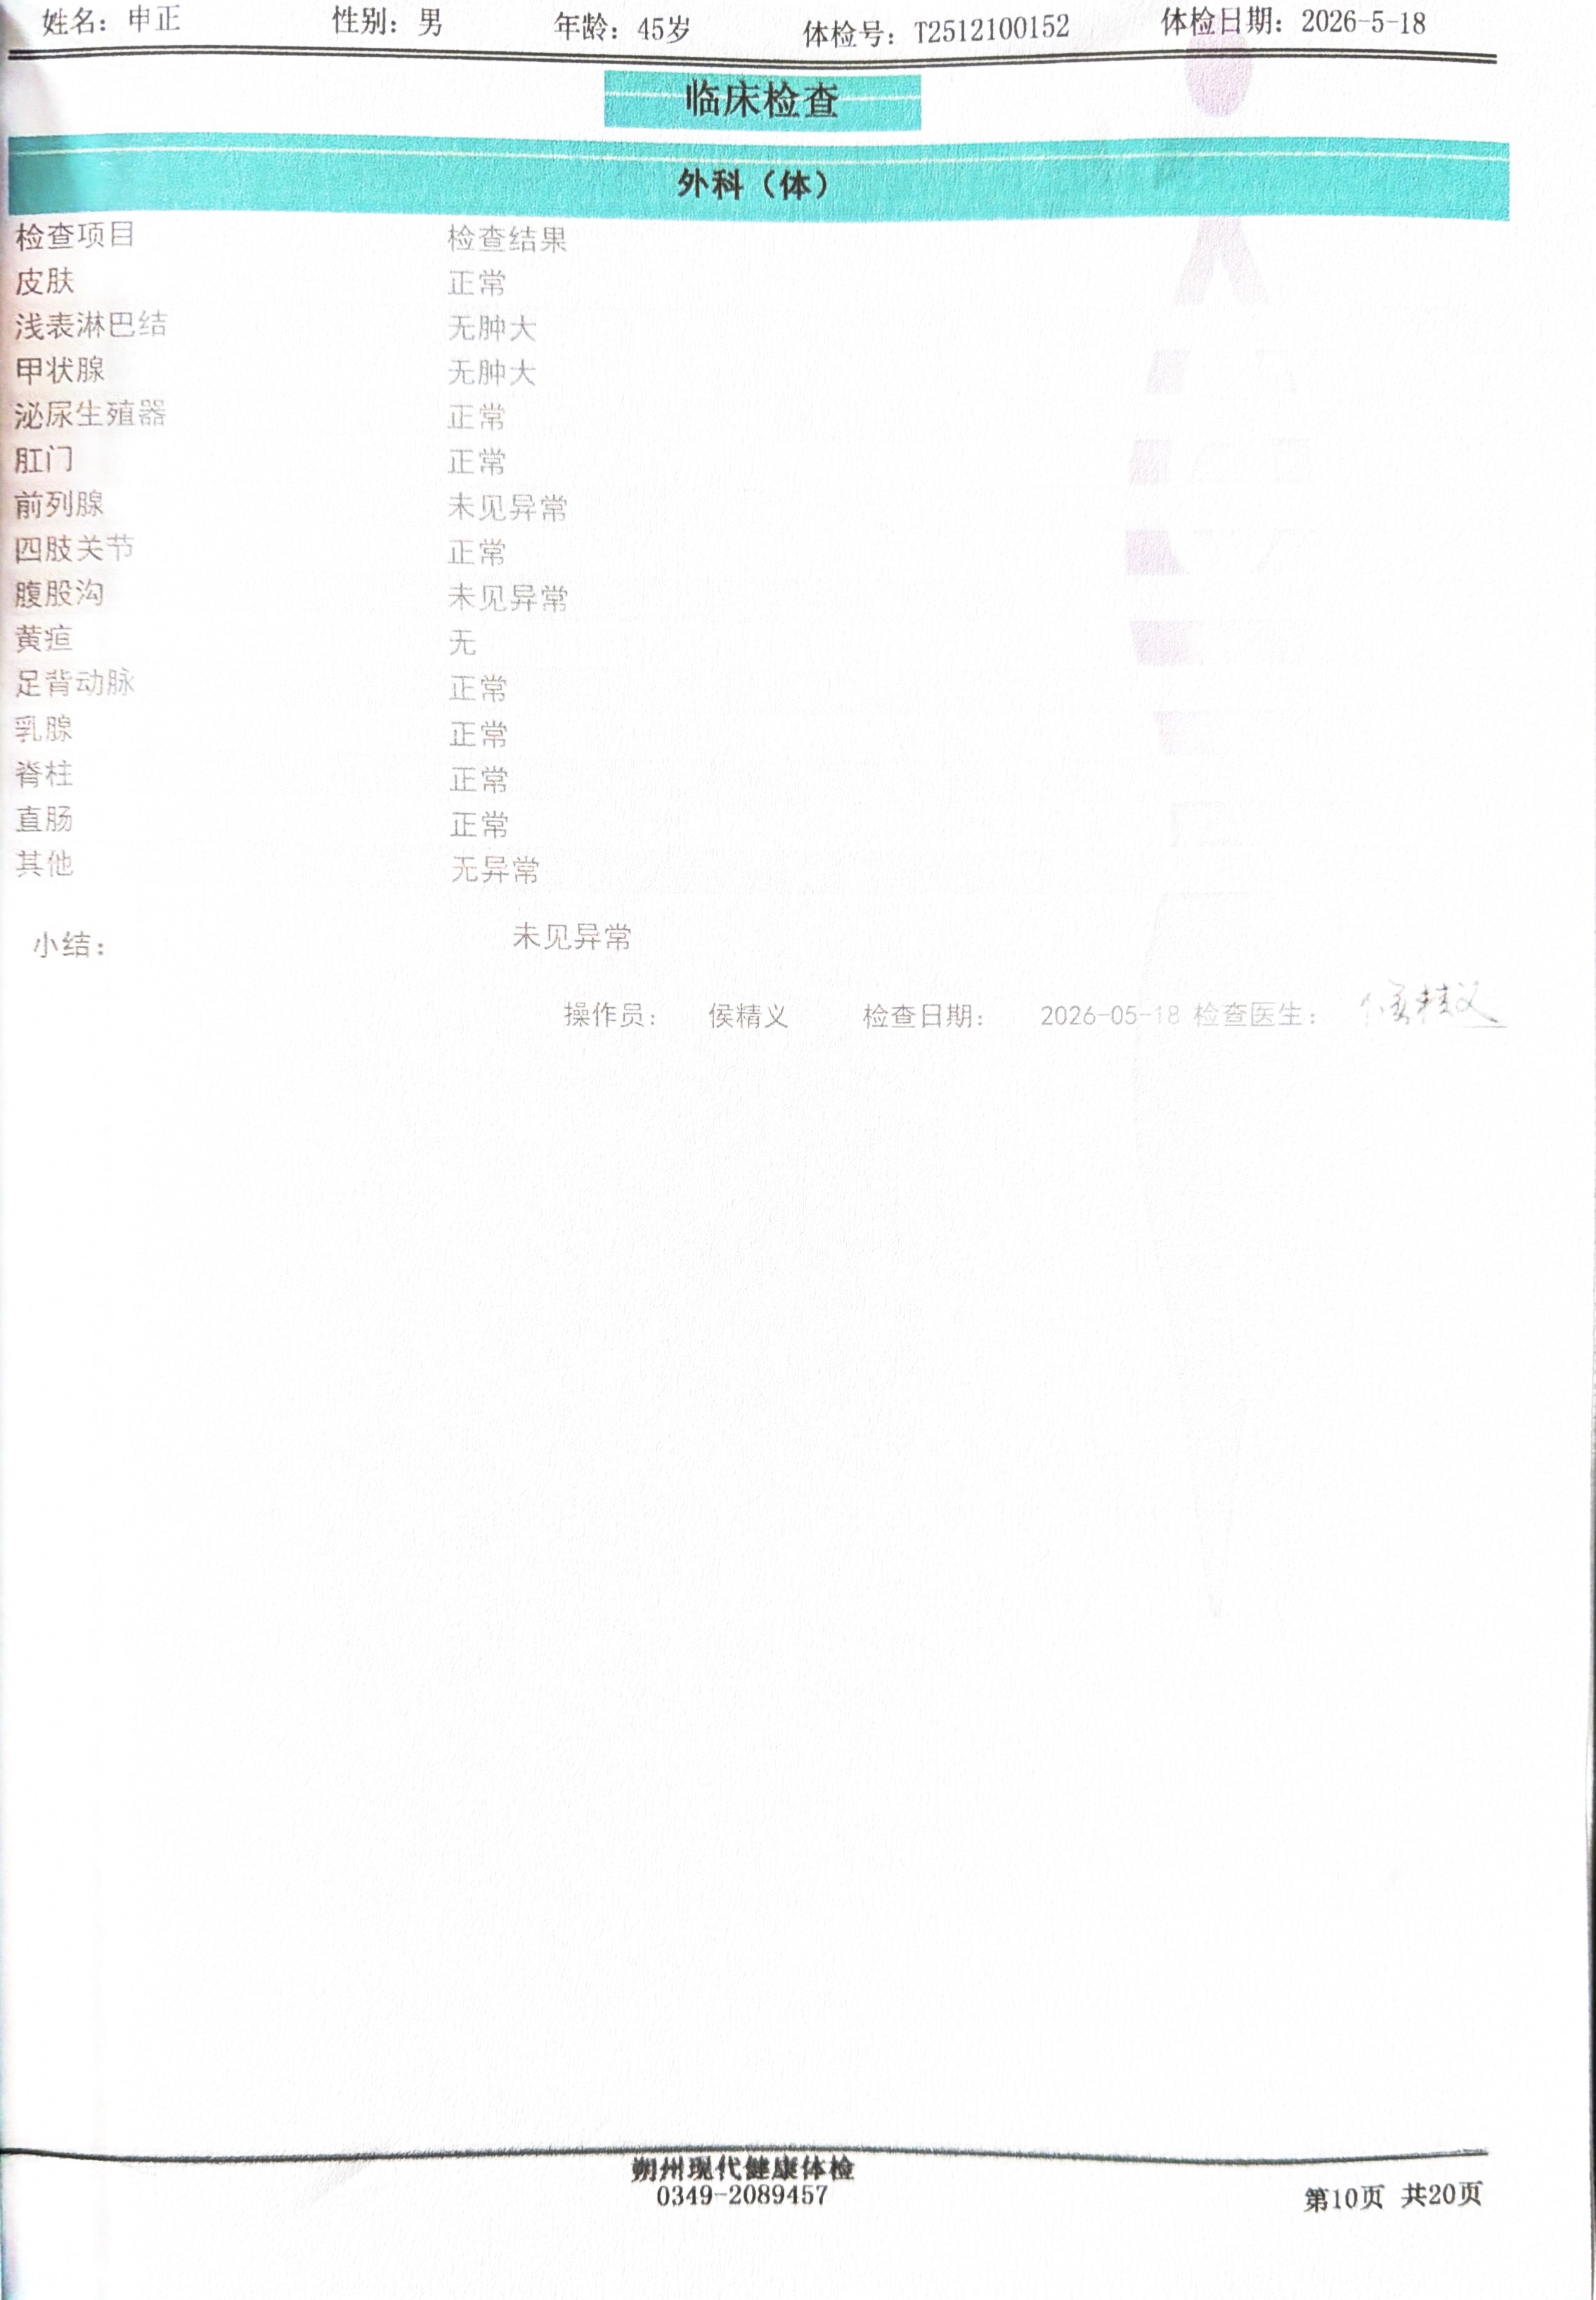 姓名：申正 性别：男 年龄：45岁 体检号：T2512100152 体检日期：2026-5-18
临床检查
外科（体）
检查项目 检查结果
皮肤 正常
浅表淋巴结 无肿大
甲状腺 无肿大
泌尿生殖器 正常
肛门 正常
前列腺 未见异常
四肢关节 正常
腹股沟 未见异常
黄疸 无
足背动脉 正常
乳腺 正常
脊柱 正常
直肠 正常
其他 无异常
小结： 未见异常
操作员： 侯精义 检查日期： 2026-05-18 检查医生： 侯精义
朔州现代健康体检
0349-2089457
第10页 共20页